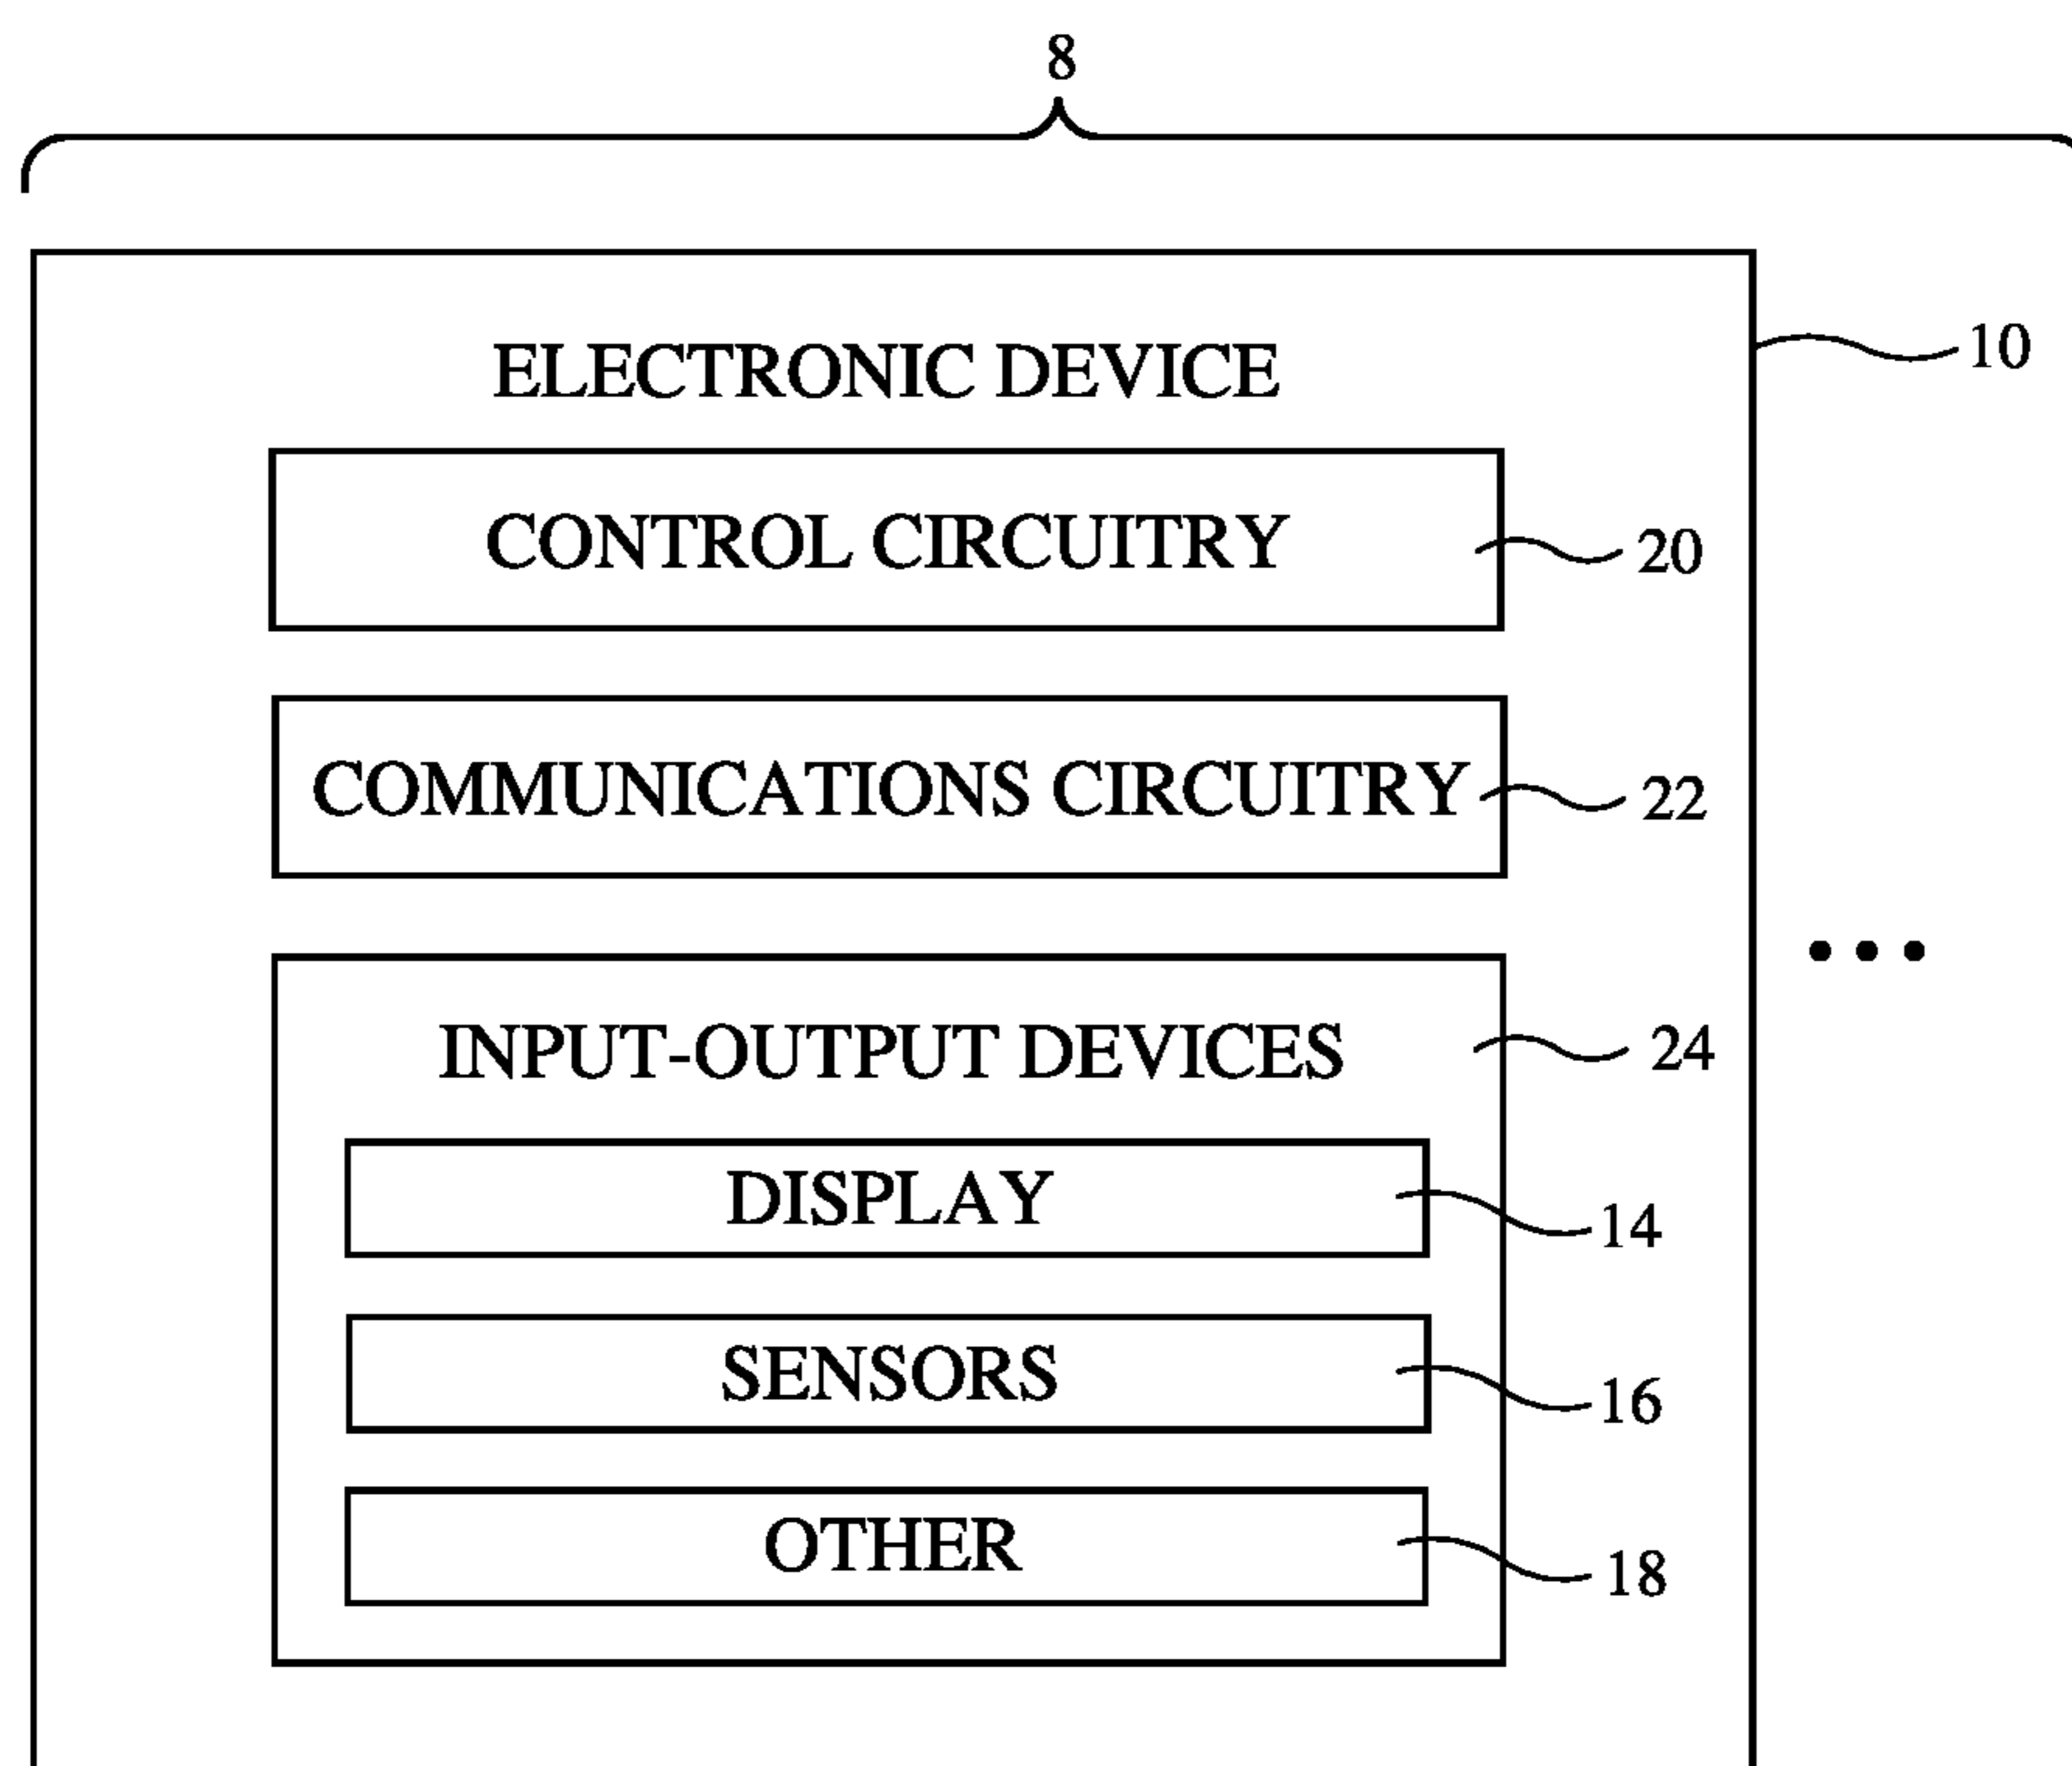 8
ELECTRONIC DEVICE
10
CONTROL CIRCUITRY
20
COMMUNICATIONS CIRCUITRY
22
INPUT-OUTPUT DEVICES
24
DISPLAY
14
SENSORS
16
OTHER
18